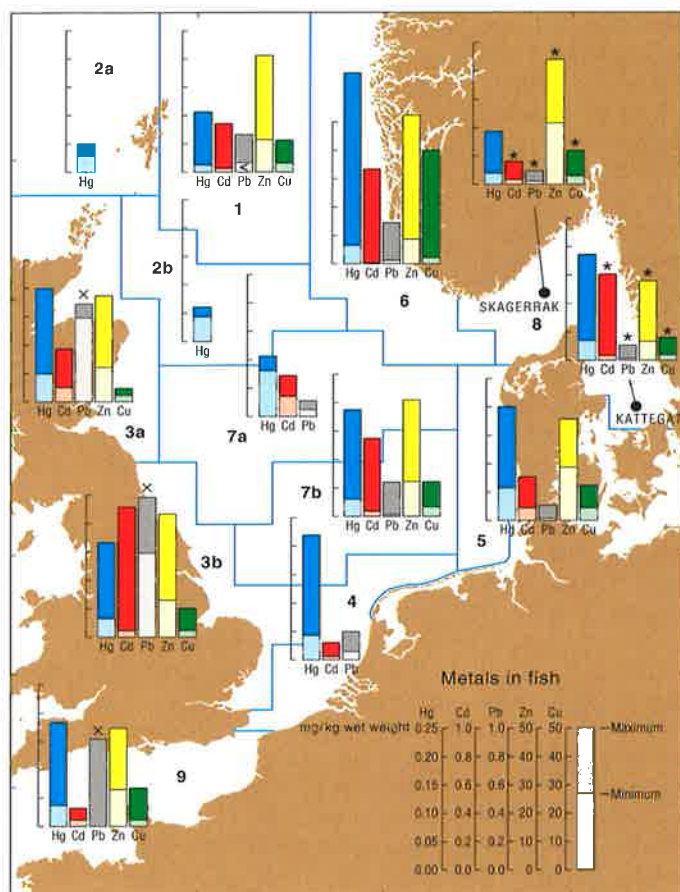 2a
Hg
Hg Cd Pb Zn Cu
1
2b
Hg
Hg Cd Pb Zn Cu
6
Hg Cd Pb Zn Cu
SKAGERRAK
8
Hg Cd Pb Zn Cu
KATTEGAT
Hg Cd Pb Zn Cu
3a
Hg Cd Pb
7a
Hg Cd Pb Zn Cu
7b
Hg Cd Pb Zn Cu
5
Hg Cd Pb Zn Cu
3b
Hg Cd Pb
4
Hg Cd Pb Zn Cu
9
Metals in fish
Hg Cd Pb Zn Cu
mg/kg wet weight
0.25 1.0 1.0 50 50 Maximum
0.20 0.8 0.8 40 40
0.15 0.6 0.6 30 30 Minimum
0.10 0.4 0.4 20 20
0.05 0.2 0.2 10 10
0.00 0.0 0.0 0 0